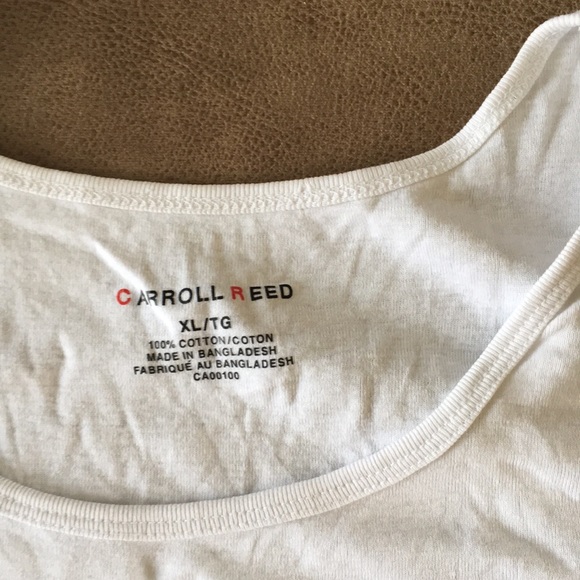 CARROLL REED
XL/TG
100% COTTON/COTON
MADE IN BANGLADESH
FABRIQUÉ AU BANGLADESH
CA00100